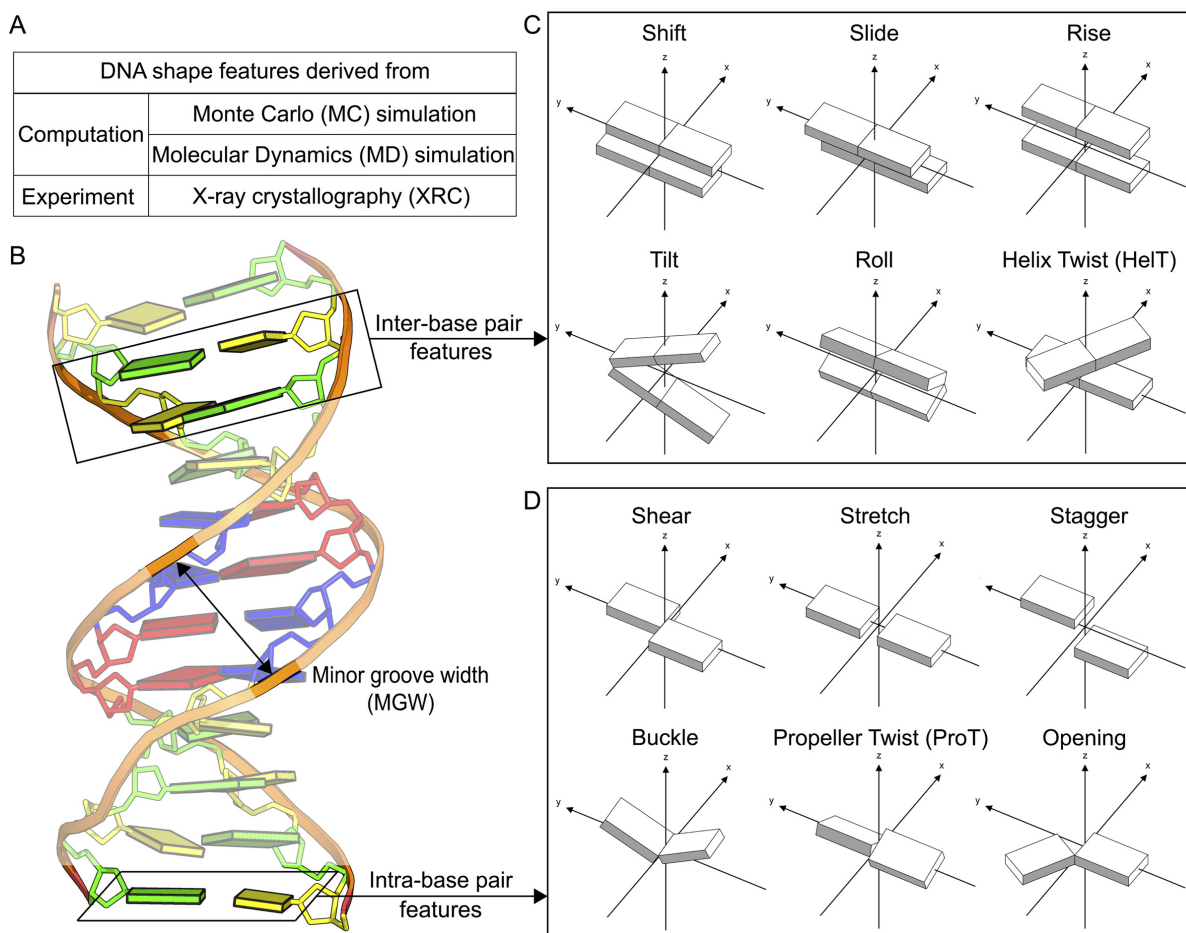 A
DNA shape features derived from
Computation
Monte Carlo (MC) simulation
Molecular Dynamics (MD) simulation
Experiment
X-ray crystallography (XRC)
B
Inter-base pair
features
Minor groove width
(MGW)
Intra-base pair
features
C
Shift
Slide
Rise
z
x
y
z
x
y
z
x
y
Tilt
Roll
Helix Twist (HelT)
z
x
y
z
x
y
z
x
y
D
Shear
Stretch
Stagger
z
x
y
z
x
y
z
x
y
Buckle
Propeller Twist (ProT)
Opening
z
x
y
z
x
y
z
x
y